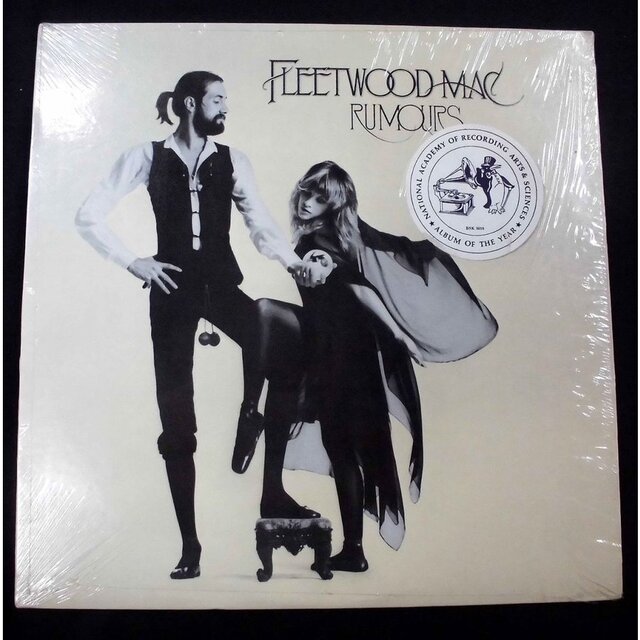 FLEETWOOD MAC
RUMOURS
NATIONAL ACADEMY OF RECORDING ARTS & SCIENCES
★ ALBUM OF THE YEAR ★